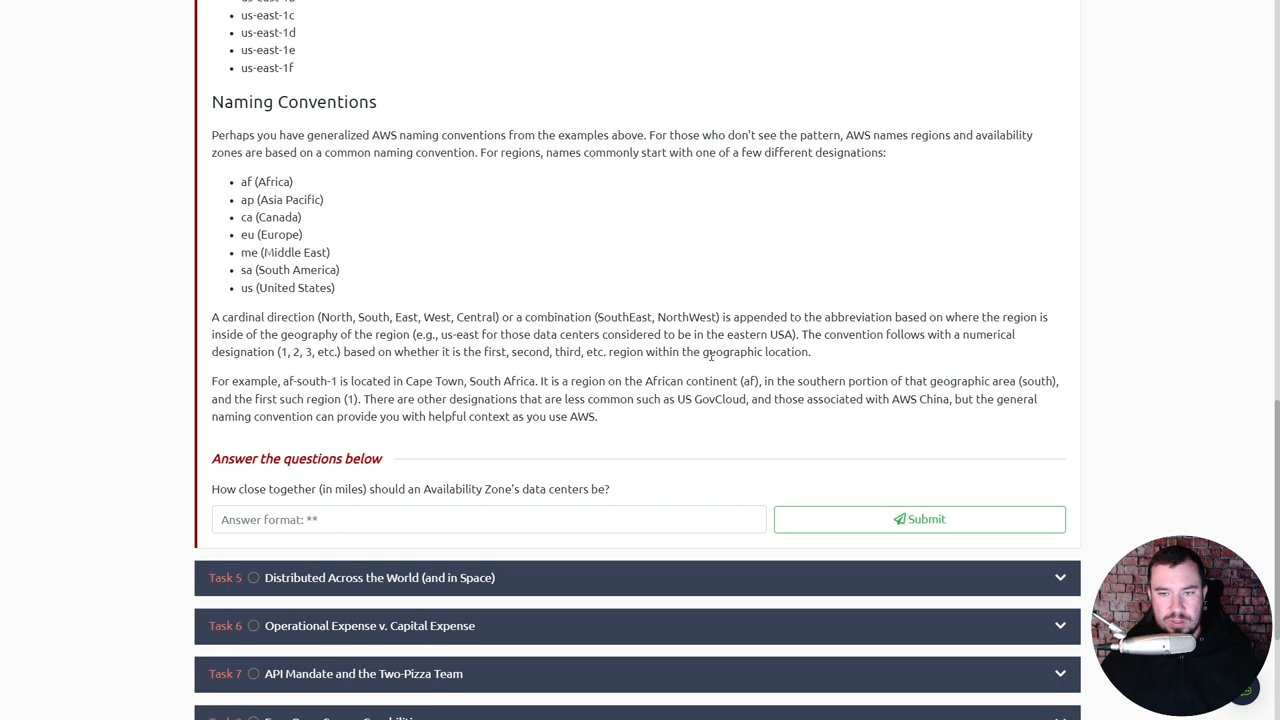 us-east-1c
us-east-1d
us-east-1e
us-east-1f
Naming Conventions
Perhaps you have generalized AWS naming conventions from the examples above. For those who don't see the pattern, AWS names regions and availability
zones are based on a common naming convention. For regions, names commonly start with one of a few different designations:
af (Africa)
ap (Asia Pacific)
ca (Canada)
eu (Europe)
me (Middle East)
sa (South America)
us (United States)
A cardinal direction (North, South, East, West, Central) or a combination (SouthEast, NorthWest) is appended to the abbreviation based on where the region is
inside of the geography of the region (e.g., us-east for those data centers considered to be in the eastern USA). The convention follows with a numerical
designation (1, 2, 3, etc.) based on whether it is the first, second, third, etc. region within the geographic location.
For example, af-south-1 is located in Cape Town, South Africa. It is a region on the African continent (af), in the southern portion of that geographic area (south),
and the first such region (1). There are other designations that are less common such as US GovCloud, and those associated with AWS China, but the general
naming convention can provide you with helpful context as you use AWS.
Answer the questions below
How close together (in miles) should an Availability Zone's data centers be?
Answer format: **
Submit
Task 5 Distributed Across the World (and in Space)
Task 6 Operational Expense v. Capital Expense
Task 7 API Mandate and the Two-Pizza Team